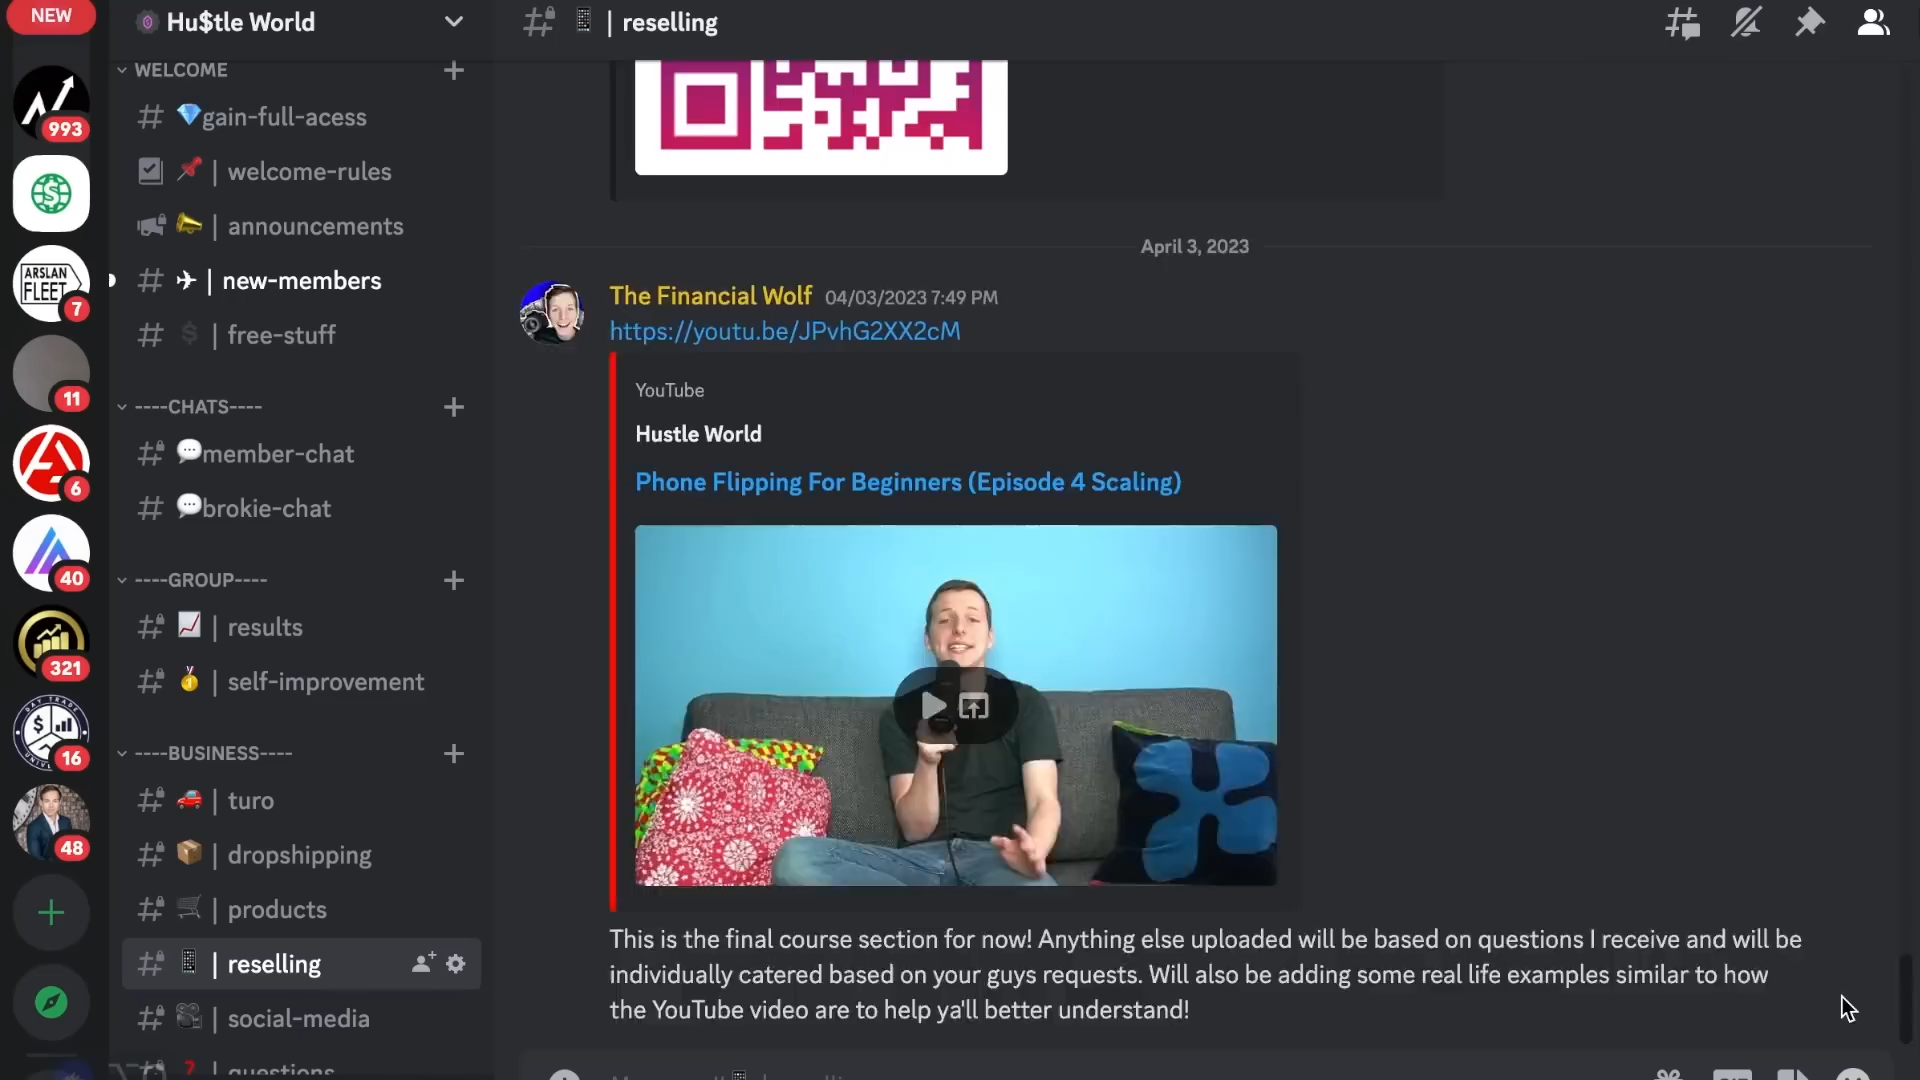 NEW
Hu$tle World
| reselling
WELCOME
gain-full-acess
993
| welcome-rules
| announcements
ARSLAN
FLEET
7
| new-members
| free-stuff
11
----CHATS----
member-chat
6
brokie-chat
40
----GROUP----
| results
321
| self-improvement
DAY TRADE
16
----BUSINESS----
| turo
48
| dropshipping
| products
| reselling
| social-media
| questions
April 3, 2023
The Financial Wolf 04/03/2023 7:49 PM
https://youtu.be/JPvhG2XX2cM
YouTube
Hustle World
Phone Flipping For Beginners (Episode 4 Scaling)
This is the final course section for now! Anything else uploaded will be based on questions I receive and will be
individually catered based on your guys requests. Will also be adding some real life examples similar to how
the YouTube video are to help ya'll better understand!